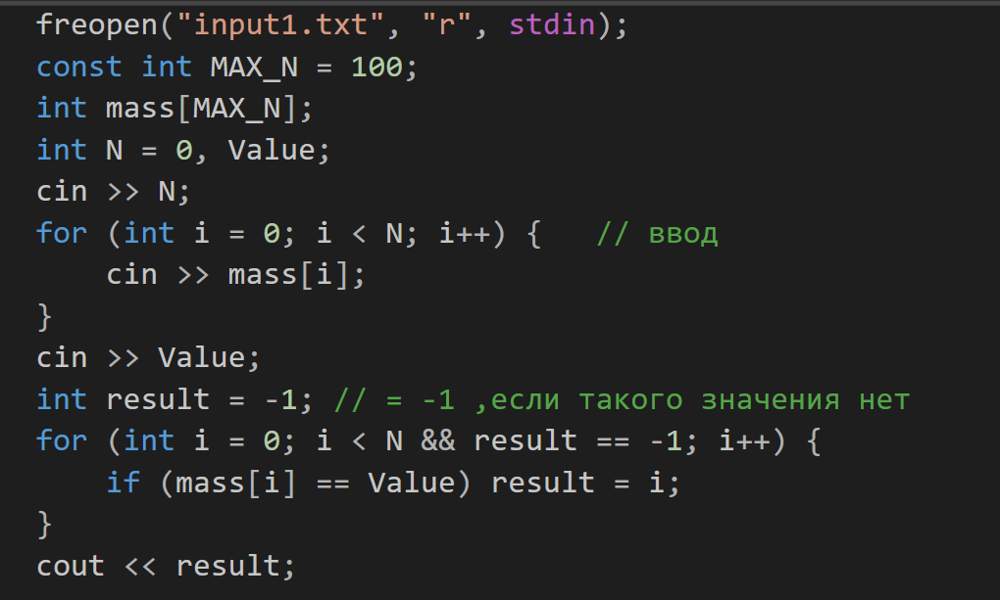 freopen("input1.txt", "r", stdin);
const int MAX_N = 100;
int mass[MAX_N];
int N = 0, Value;
cin >> N;
for (int i = 0; i < N; i++) {   // ввод
    cin >> mass[i];
}
cin >> Value;
int result = -1; // = -1 ,если такого значения нет
for (int i = 0; i < N && result == -1; i++) {
    if (mass[i] == Value) result = i;
}
cout << result;